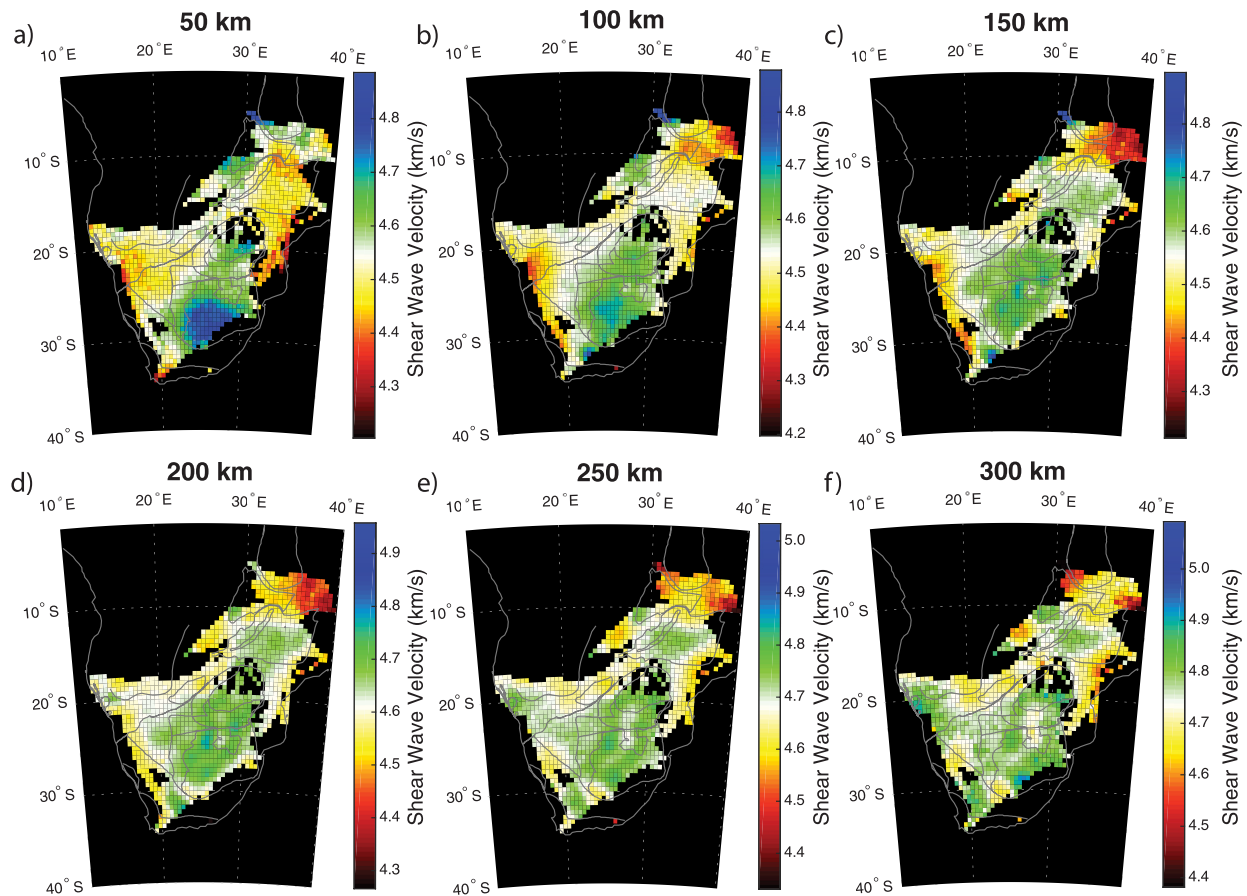 50 km
100 km
150 km
a)
b)
c)
10°E
20°E
30°E
40°E
10°E
20°E
30°E
40°E
10°E
20°E
30°E
40°E
10°S
20°S
30°S
40°S
4.8
4.7
4.6
4.5
4.4
4.3
Shear Wave Velocity (km/s)
10°S
20°S
30°S
40°S
4.8
4.7
4.6
4.5
4.4
4.3
4.2
Shear Wave Velocity (km/s)
10°S
20°S
30°S
40°S
4.8
4.7
4.6
4.5
4.4
4.3
Shear Wave Velocity (km/s)
200 km
250 km
300 km
d)
e)
f)
10°E
20°E
30°E
40°E
10°E
20°E
30°E
40°E
10°E
20°E
30°E
40°E
10°S
20°S
30°S
40°S
4.9
4.8
4.7
4.6
4.5
4.4
4.3
Shear Wave Velocity (km/s)
10°S
20°S
30°S
40°S
5.0
4.9
4.8
4.7
4.6
4.5
4.4
Shear Wave Velocity (km/s)
10°S
20°S
30°S
40°S
5.0
4.9
4.8
4.7
4.6
4.5
4.4
Shear Wave Velocity (km/s)